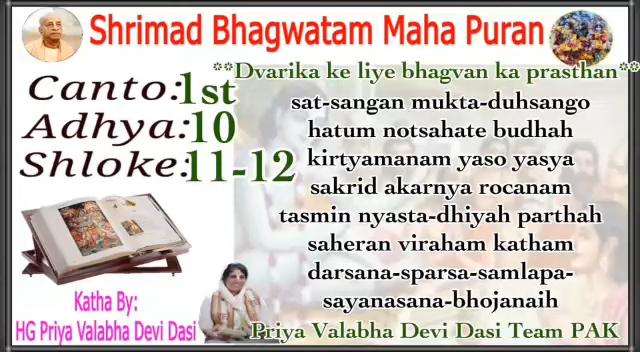 Shrimad Bhagwatam Maha Puran
**Dvarika ke liye bhagvan ka prasthan**
Canto:1st
Adhya:10
Shloke:11-12
sat-sangan mukta-duhsango
hatum notsahate budhah
kirtyamanam yaso yasya
sakrid akarnya rocanam
tasmin nyasta-dhiyah parthah
saheran viraham katham
darsana-sparsa-samlapa-
sayanasana-bhojanaih
Katha By:
HG Priya Valabha Devi Dasi
Priya Valabha Devi Dasi Team PAK